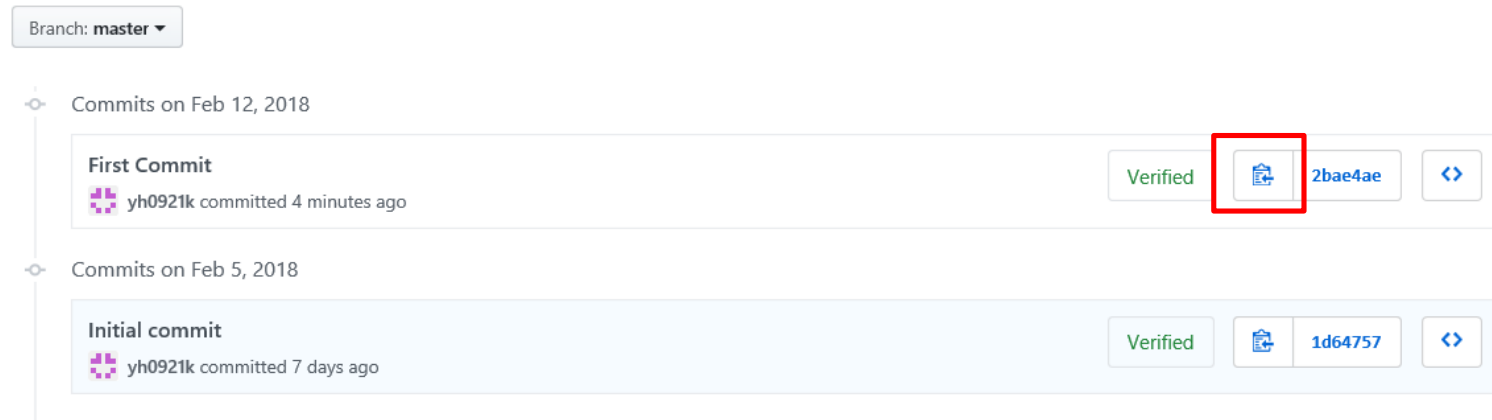 Branch: master
Commits on Feb 12, 2018
First Commit
yh0921k committed 4 minutes ago
Verified
2bae4ae
Commits on Feb 5, 2018
Initial commit
yh0921k committed 7 days ago
Verified
1d64757